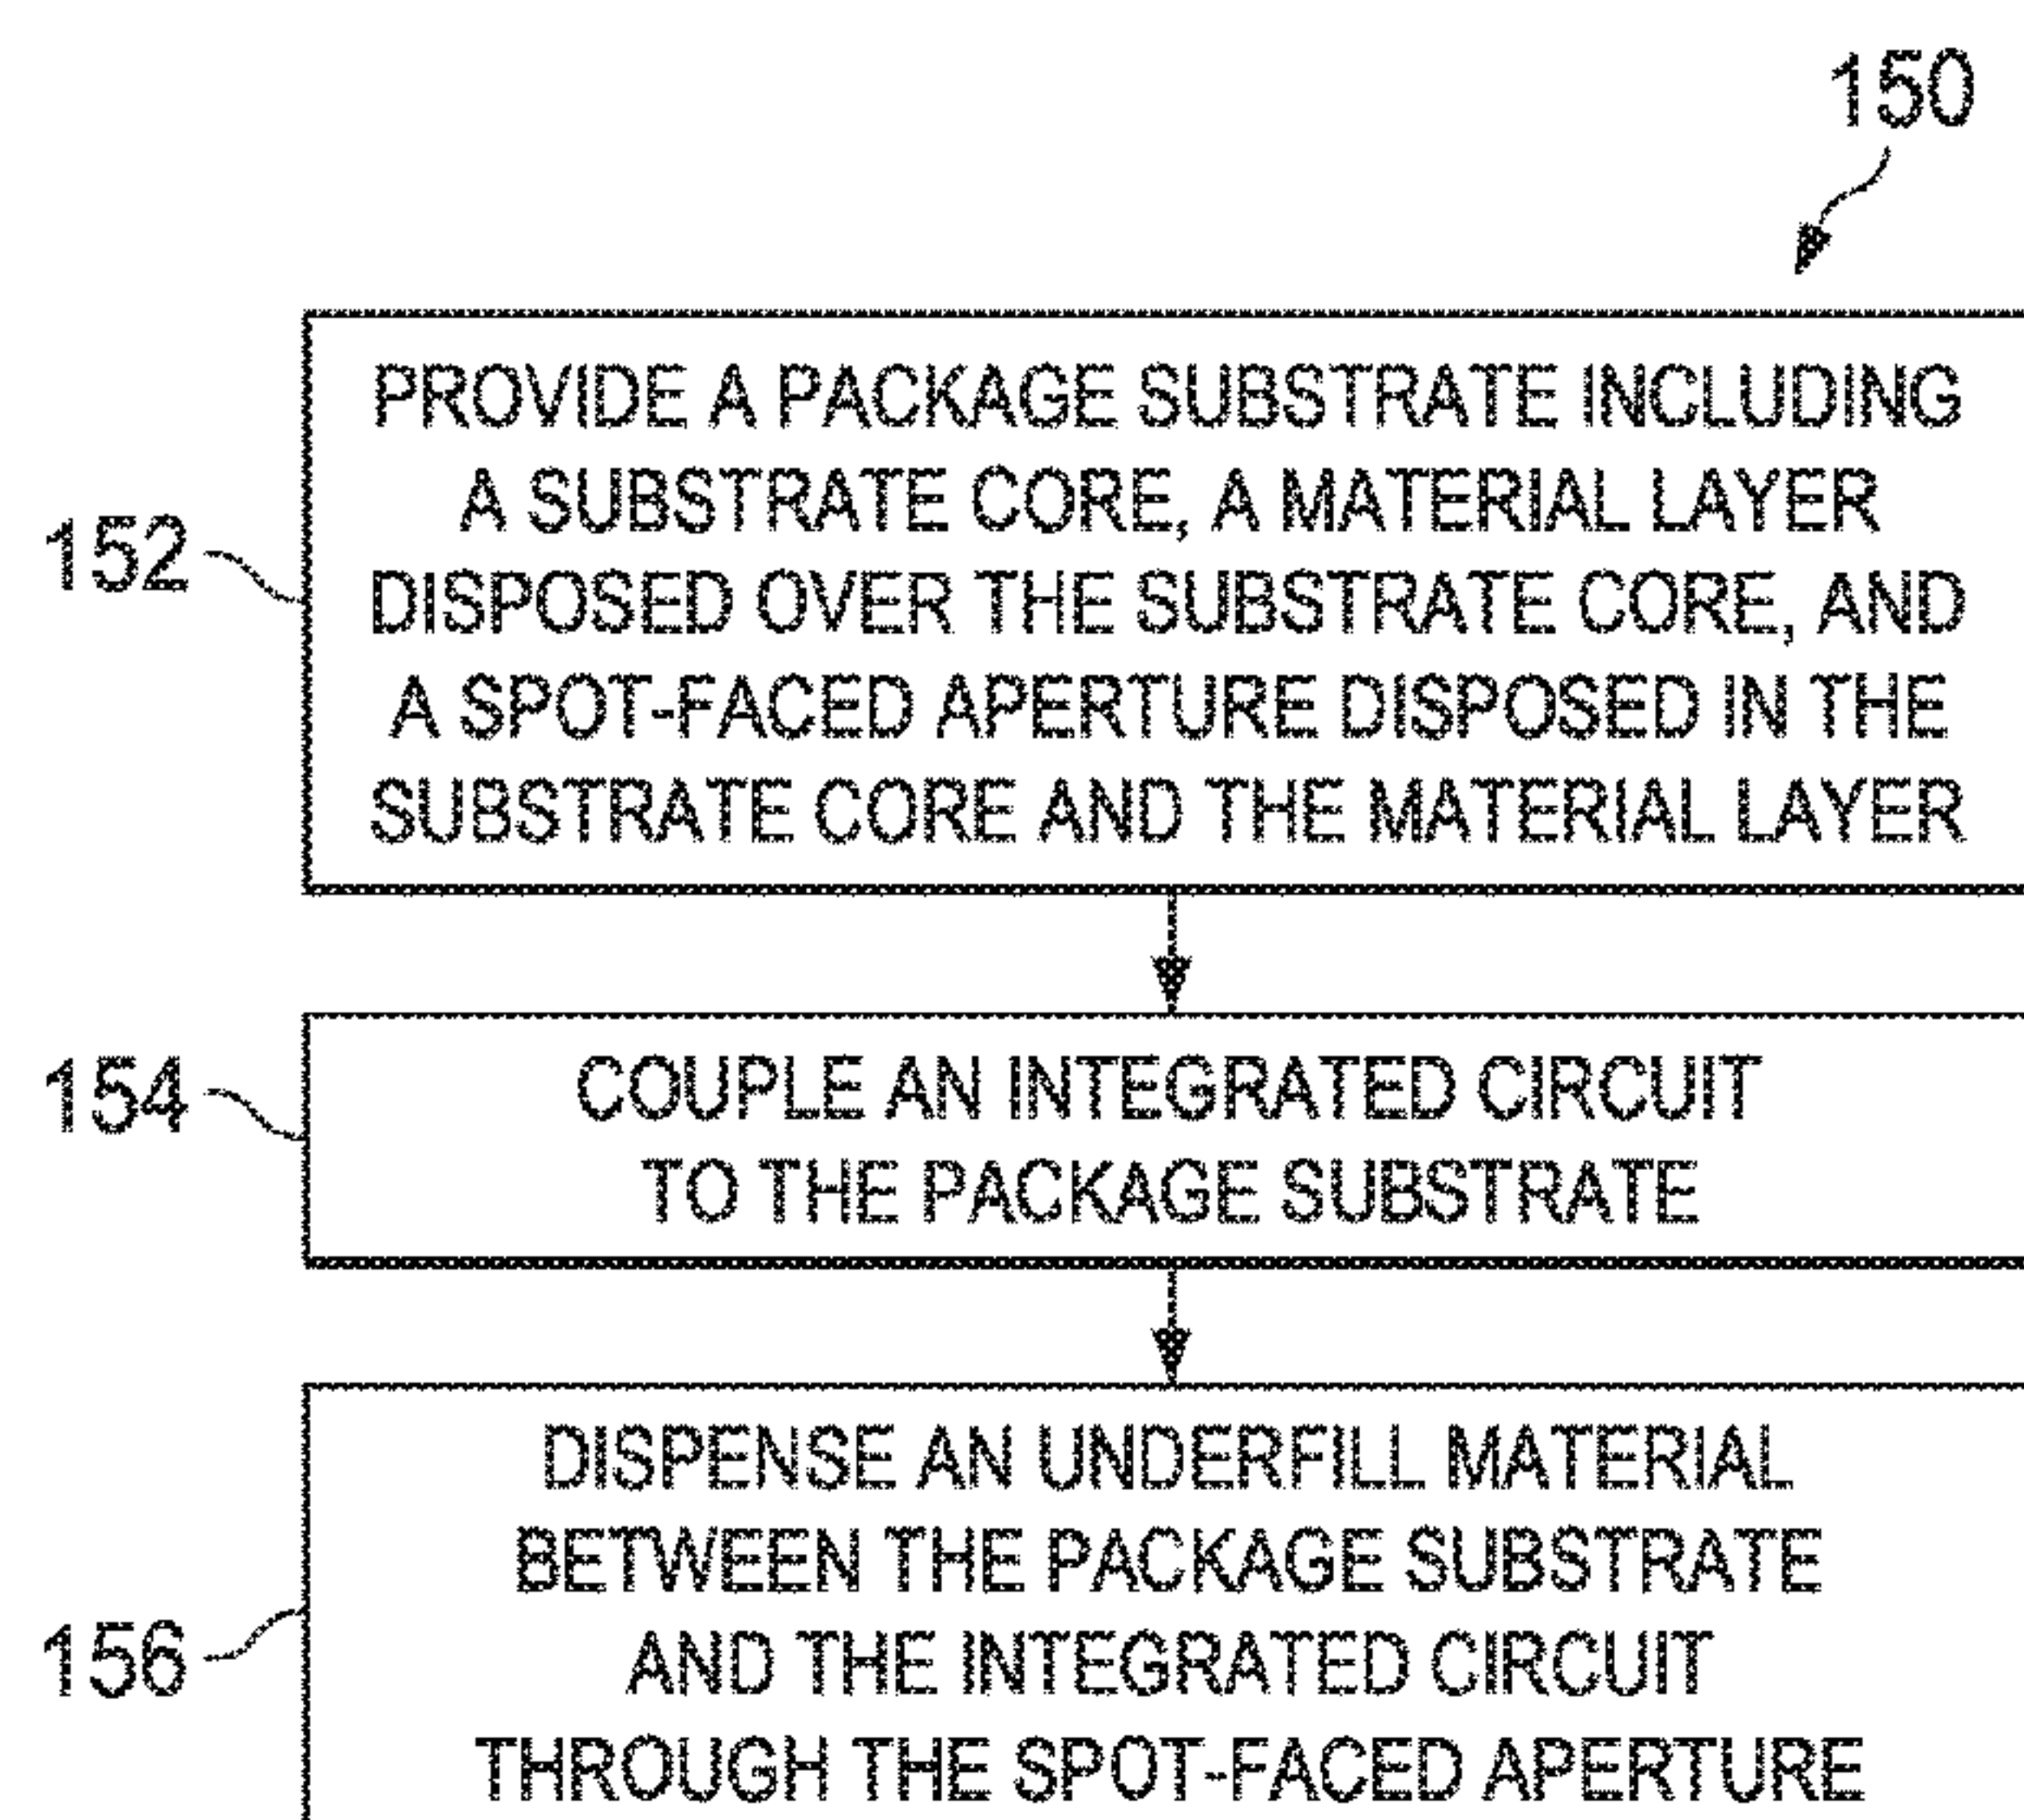 150
152
PROVIDE A PACKAGE SUBSTRATE INCLUDING
A SUBSTRATE CORE, A MATERIAL LAYER
DISPOSED OVER THE SUBSTRATE CORE, AND
A SPOT-FACED APERTURE DISPOSED IN THE
SUBSTRATE CORE AND THE MATERIAL LAYER
154
COUPLE AN INTEGRATED CIRCUIT
TO THE PACKAGE SUBSTRATE
156
DISPENSE AN UNDERFILL MATERIAL
BETWEEN THE PACKAGE SUBSTRATE
AND THE INTEGRATED CIRCUIT
THROUGH THE SPOT-FACED APERTURE